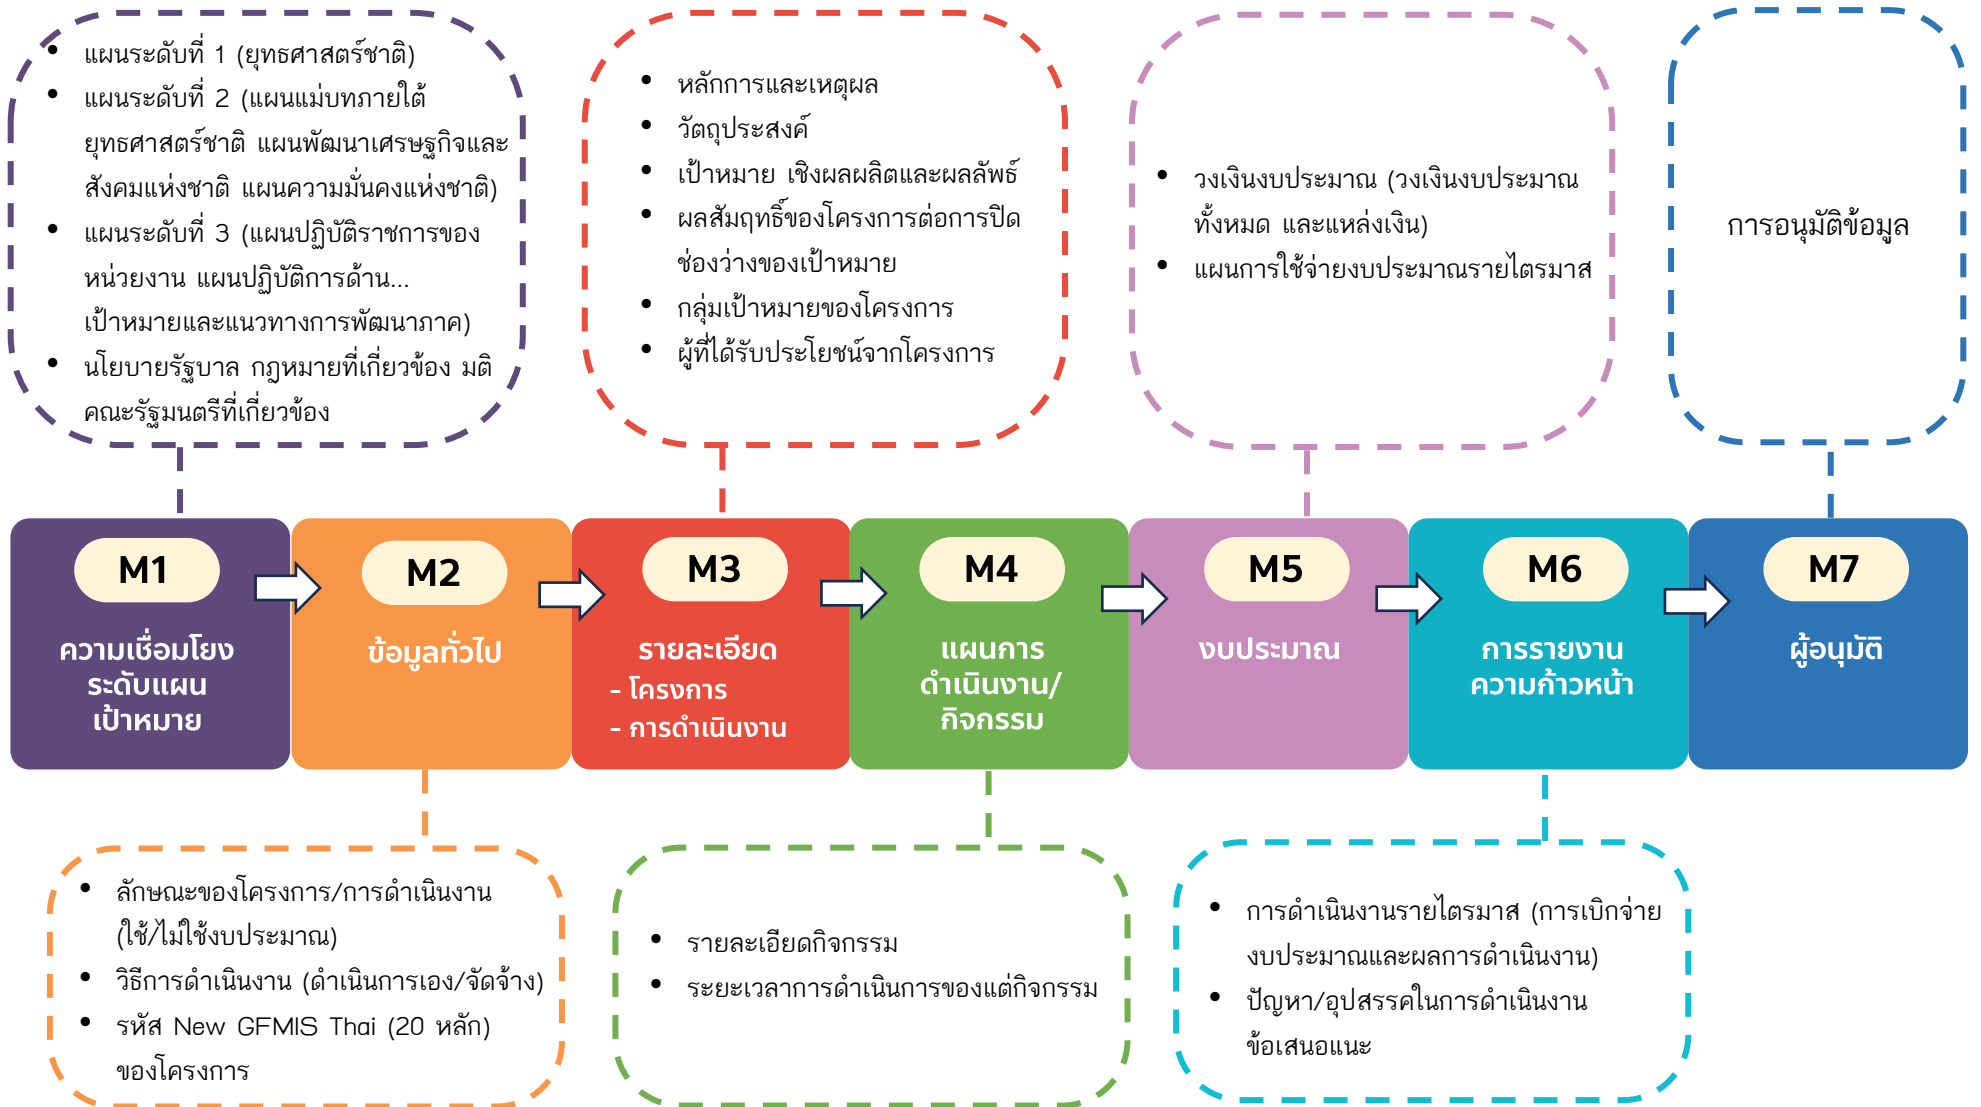 แผนระดับที่ 1 (ยุทธศาสตร์ชาติ)
แผนระดับที่ 2 (แผนแม่บทภายใต้
ยุทธศาสตร์ชาติ แผนพัฒนาเศรษฐกิจและ
สังคมแห่งชาติ แผนความมั่นคงแห่งชาติ)
แผนระดับที่ 3 (แผนปฏิบัติราชการของ
หน่วยงาน แผนปฏิบัติการด้าน...
เป้าหมายและแนวทางการพัฒนาภาค)
นโยบายรัฐบาล กฎหมายที่เกี่ยวข้อง มติ
คณะรัฐมนตรีที่เกี่ยวข้อง
หลักการและเหตุผล
วัตถุประสงค์
เป้าหมาย เชิงผลผลิตและผลลัพธ์
ผลสัมฤทธิ์ของโครงการต่อการปิด
ช่องว่างของเป้าหมาย
กลุ่มเป้าหมายของโครงการ
ผู้ที่ได้รับประโยชน์จากโครงการ
วงเงินงบประมาณ (วงเงินงบประมาณ
ทั้งหมด และแหล่งเงิน)
แผนการใช้จ่ายงบประมาณรายไตรมาส
การอนุมัติข้อมูล
M1
ความเชื่อมโยง
ระดับแผน
เป้าหมาย
M2
ข้อมูลทั่วไป
M3
รายละเอียด
- โครงการ
- การดำเนินงาน
M4
แผนการ
ดำเนินงาน/
กิจกรรม
M5
งบประมาณ
M6
การรายงาน
ความก้าวหน้า
M7
ผู้อนุมัติ
ลักษณะของโครงการ/การดำเนินงาน
(ใช้/ไม่ใช้งบประมาณ)
วิธีการดำเนินงาน (ดำเนินการเอง/จัดจ้าง)
รหัส New GFMIS Thai (20 หลัก)
ของโครงการ
รายละเอียดกิจกรรม
ระยะเวลาการดำเนินการของแต่กิจกรรม
การดำเนินงานรายไตรมาส (การเบิกจ่าย
งบประมาณและผลการดำเนินงาน)
ปัญหา/อุปสรรคในการดำเนินงาน
ข้อเสนอแนะ